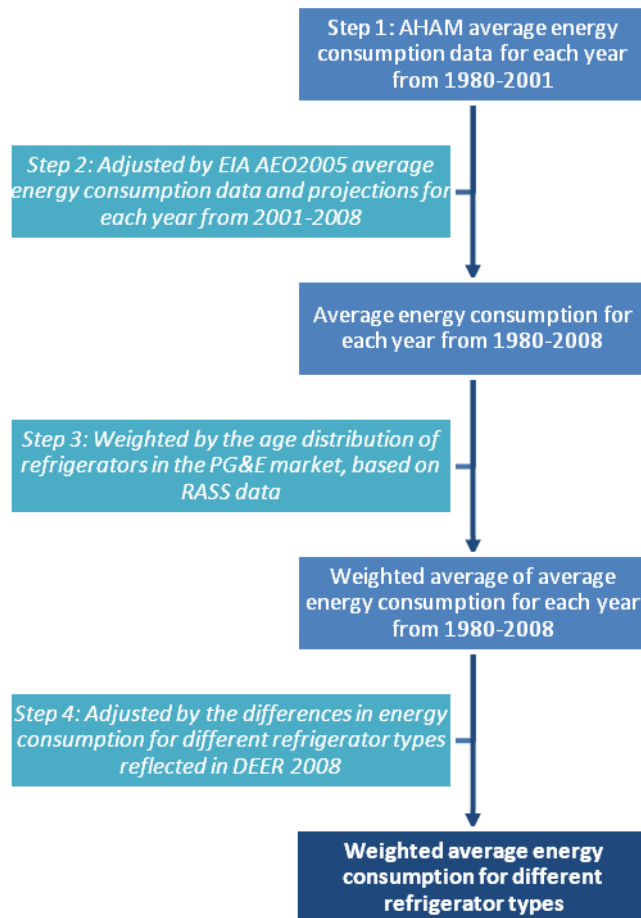 Step 1: AHAM average energy
consumption data for each year
from 1980-2001
Step 2: Adjusted by EIA AEO2005 average
energy consumption data and projections for
each year from 2001-2008
Average energy consumption for
each year from 1980-2008
Step 3: Weighted by the age distribution of
refrigerators in the PG&E market, based on
RASS data
Weighted average of average
energy consumption for each year
from 1980-2008
Step 4: Adjusted by the differences in energy
consumption for different refrigerator types
reflected in DEER 2008
Weighted average energy
consumption for different
refrigerator types